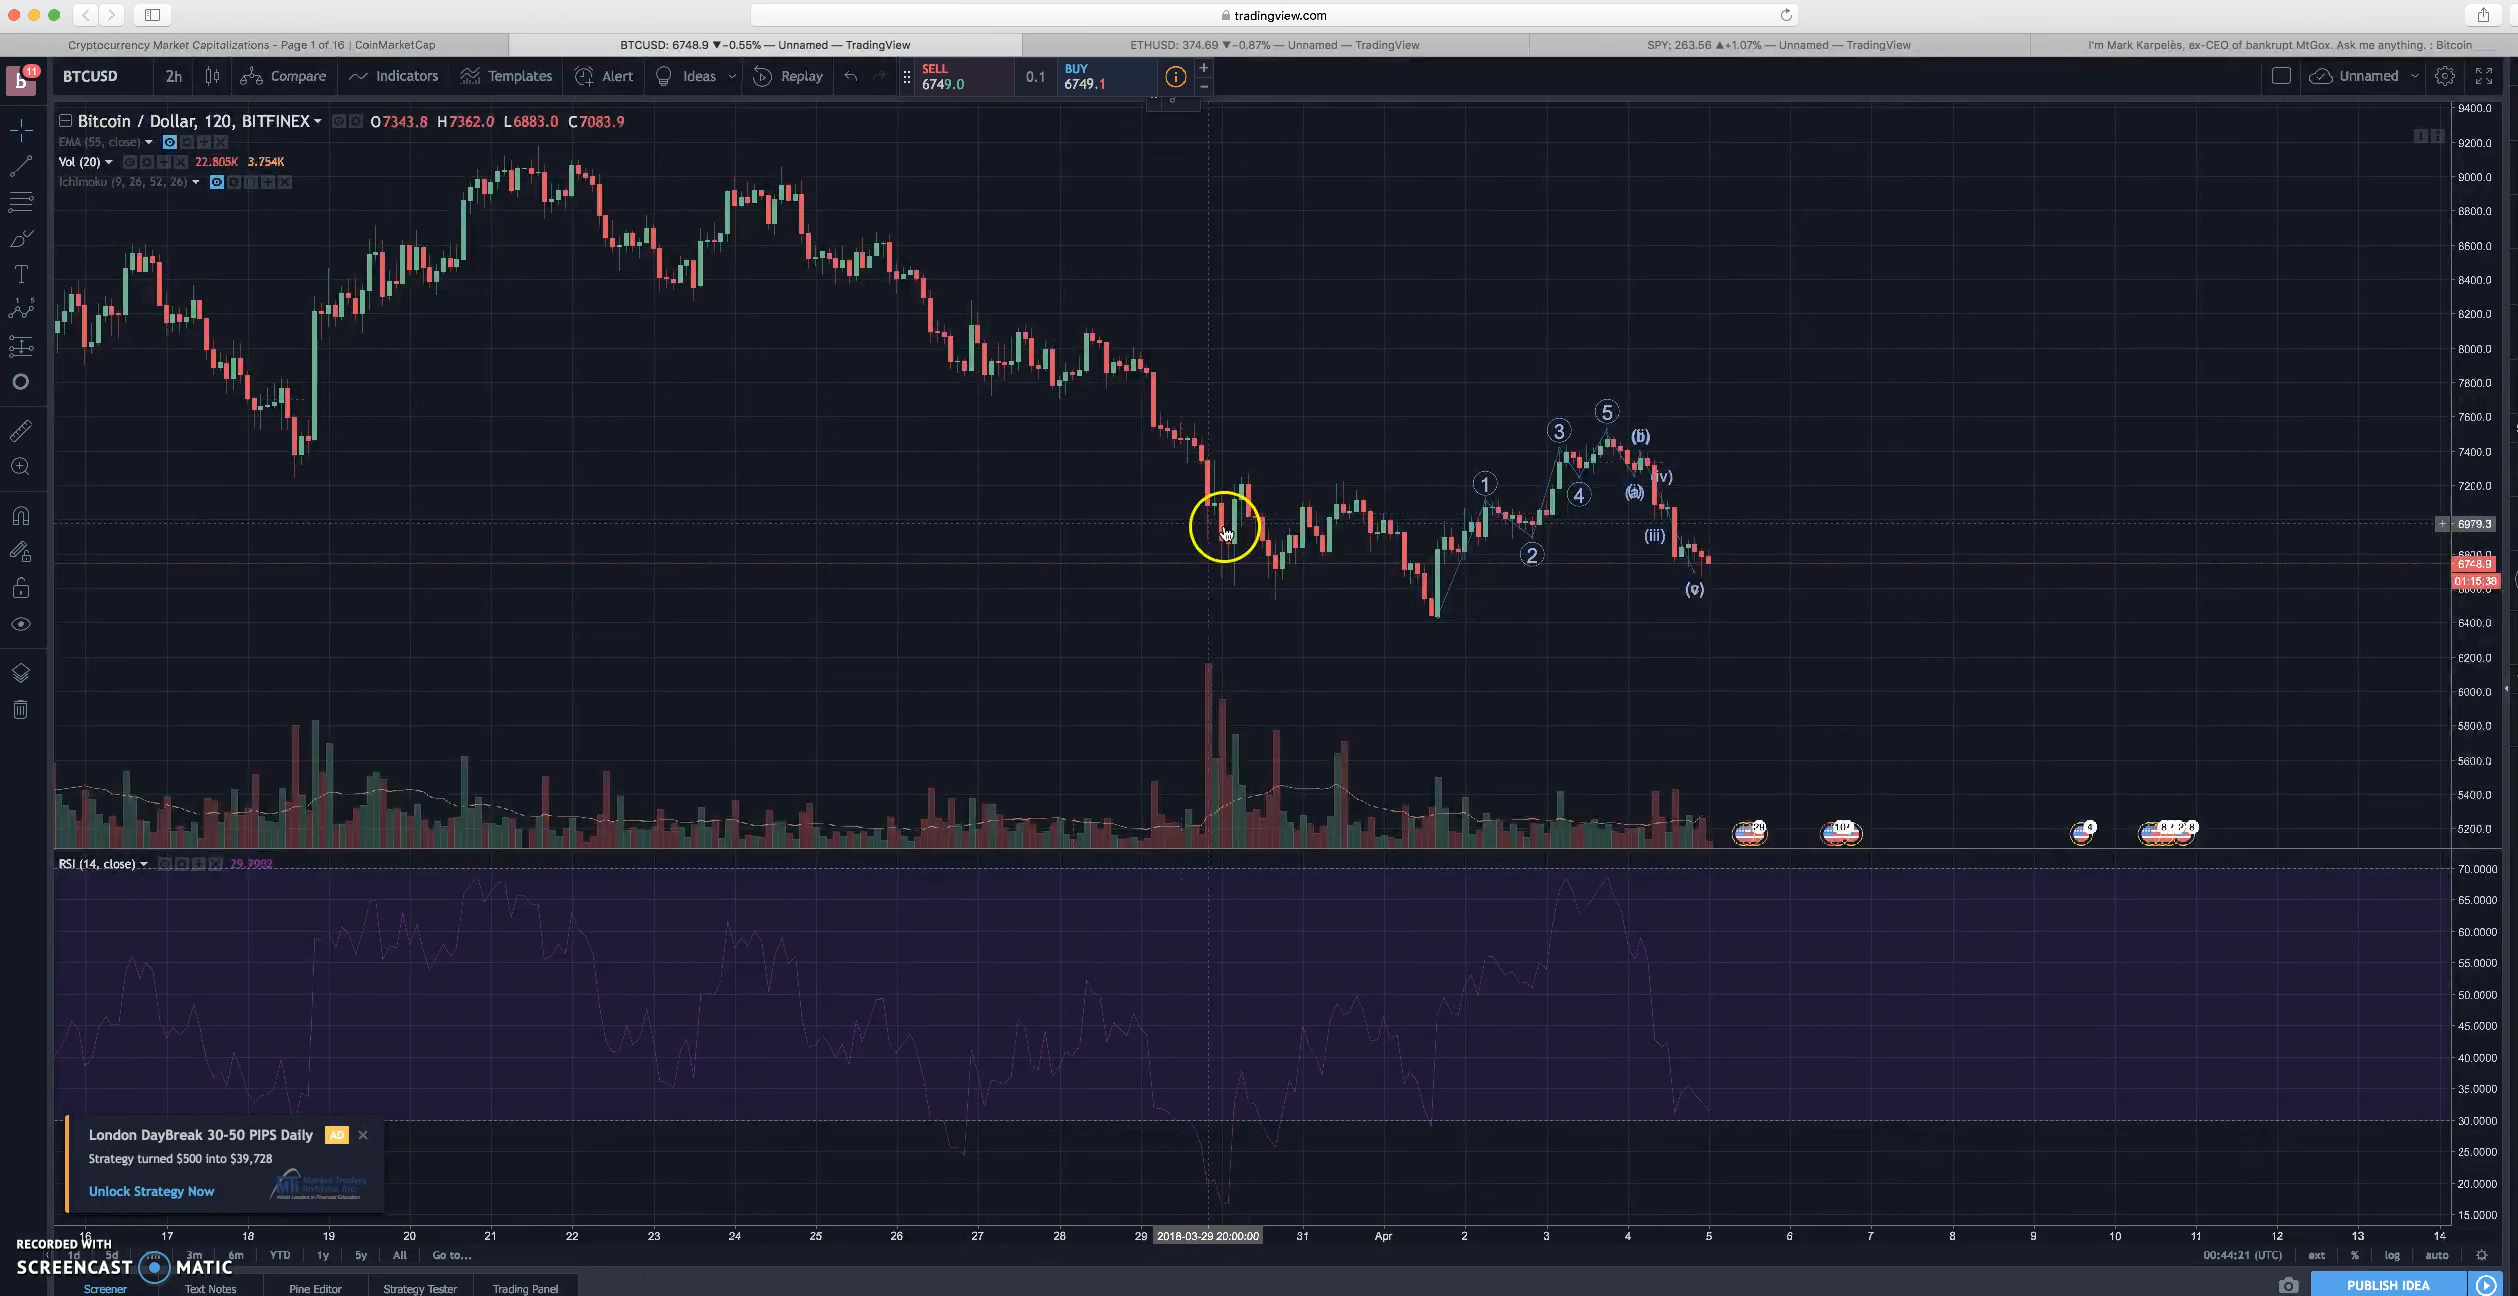 tradingview.com
Cryptocurrency Market Capitalizations - Page 1 of 16 | CoinMarketCap
BTCUSD: 6748.9 ▼−0.55% — Unnamed — TradingView
ETHUSD: 374.69 ▼−0.87% — Unnamed — TradingView
SPY: 263.56 ▲+1.07% — Unnamed — TradingView
I'm Mark Karpelès, ex-CEO of bankrupt MtGox. Ask me anything. : Bitcoin
b 11
BTCUSD 2h Compare Indicators Templates Alert Ideas Replay
SELL
6749.0
0.1
BUY
6749.1
Unnamed
Bitcoin / Dollar, 120, BITFINEX O7343.8 H7362.0 L6883.0 C7083.9
EMA (55, close)
Vol (20) 22.805K 3.754K
Ichimoku (9, 26, 52, 26)
9400.0
9200.0
9000.0
8800.0
8600.0
8400.0
8200.0
8000.0
7800.0
7600.0
7400.0
7200.0
6979.3
6748.9
01:15:38
6400.0
6200.0
6000.0
5800.0
5600.0
5400.0
5200.0
1
2
3
4
5
(b)
(a)
(iv)
(iii)
(v)
29
4
RSI (14, close) 29.7982
70.0000
65.0000
60.0000
55.0000
50.0000
45.0000
40.0000
35.0000
30.0000
25.0000
20.0000
15.0000
London DayBreak 30-50 PIPS Daily AD
Strategy turned $500 into $39,728
Unlock Strategy Now
16 17 18 19 20 21 22 23 24 25 26 27 28 29 2018-03-29 20:00:00 31 Apr 2 3 4 5 6 7 8 9 10 11 12 13 14
1d 5d 3m 6m YTD 1y 5y All Go to...
00:44:21 (UTC) ext % log auto
RECORDED WITH
SCREENCAST MATIC
Screener Text Notes Pine Editor Strategy Tester Trading Panel
PUBLISH IDEA